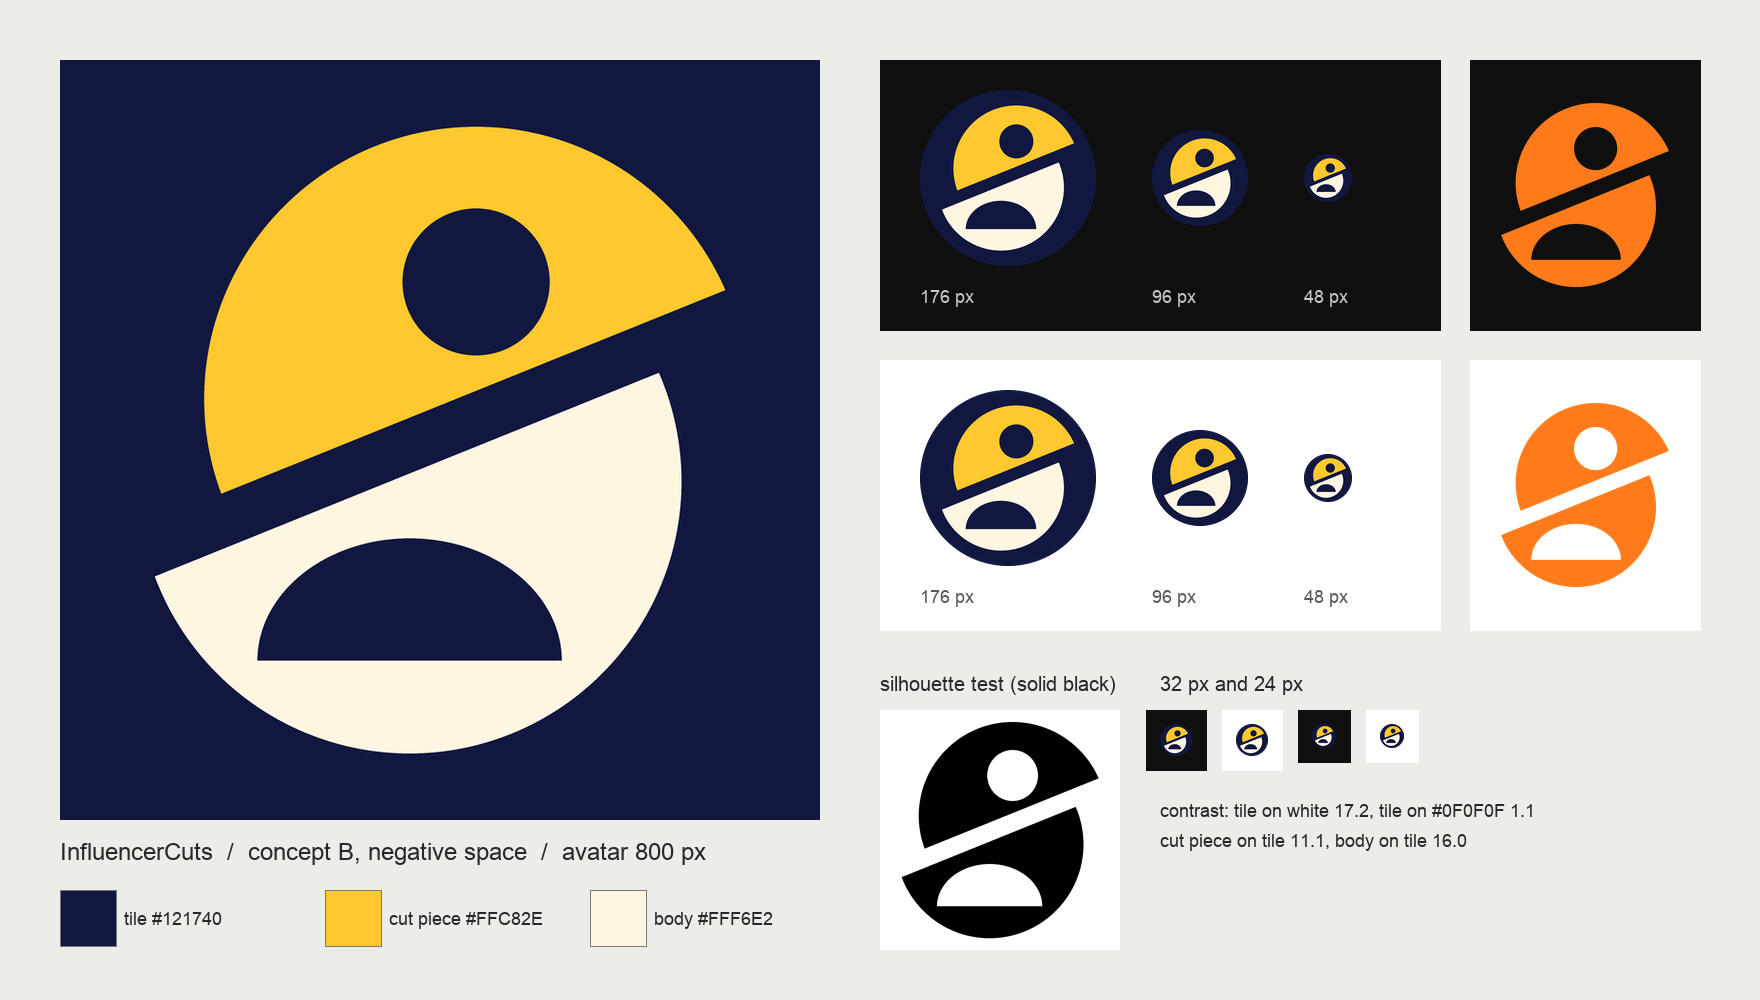 176 px
96 px
48 px
176 px
96 px
48 px
silhouette test (solid black)
32 px and 24 px
contrast: tile on white 17.2, tile on #0F0F0F 1.1
cut piece on tile 11.1, body on tile 16.0
InfluencerCuts / concept B, negative space / avatar 800 px
tile #121740
cut piece #FFC82E
body #FFF6E2